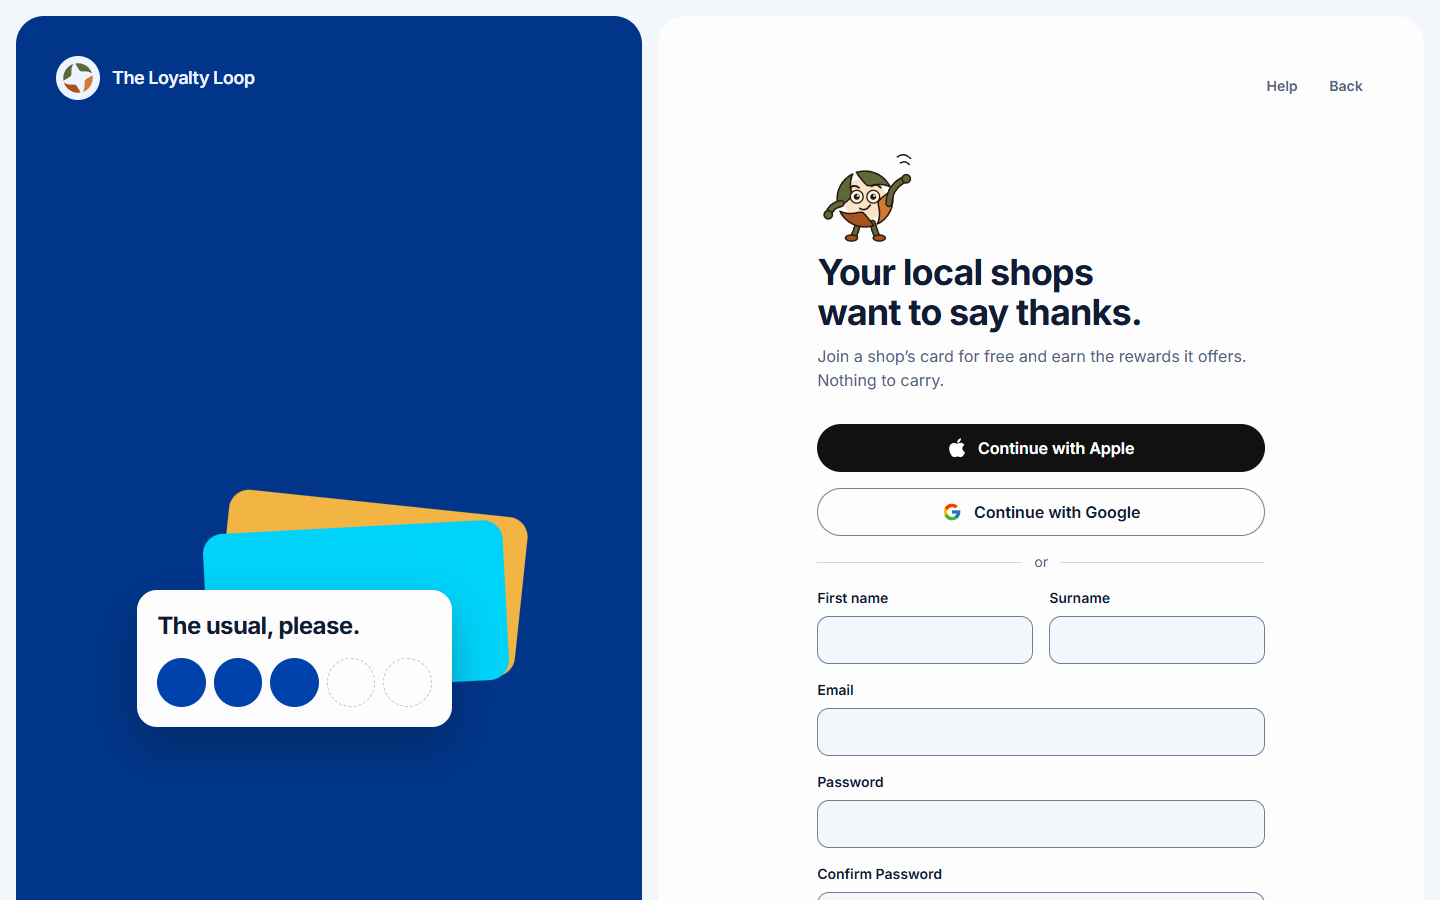 The Loyalty Loop
Help
Back
Your local shops
want to say thanks.
Join a shop’s card for free and earn the rewards it offers.
Nothing to carry.
Continue with Apple
Continue with Google
or
First name
Surname
Email
Password
Confirm Password
The usual, please.